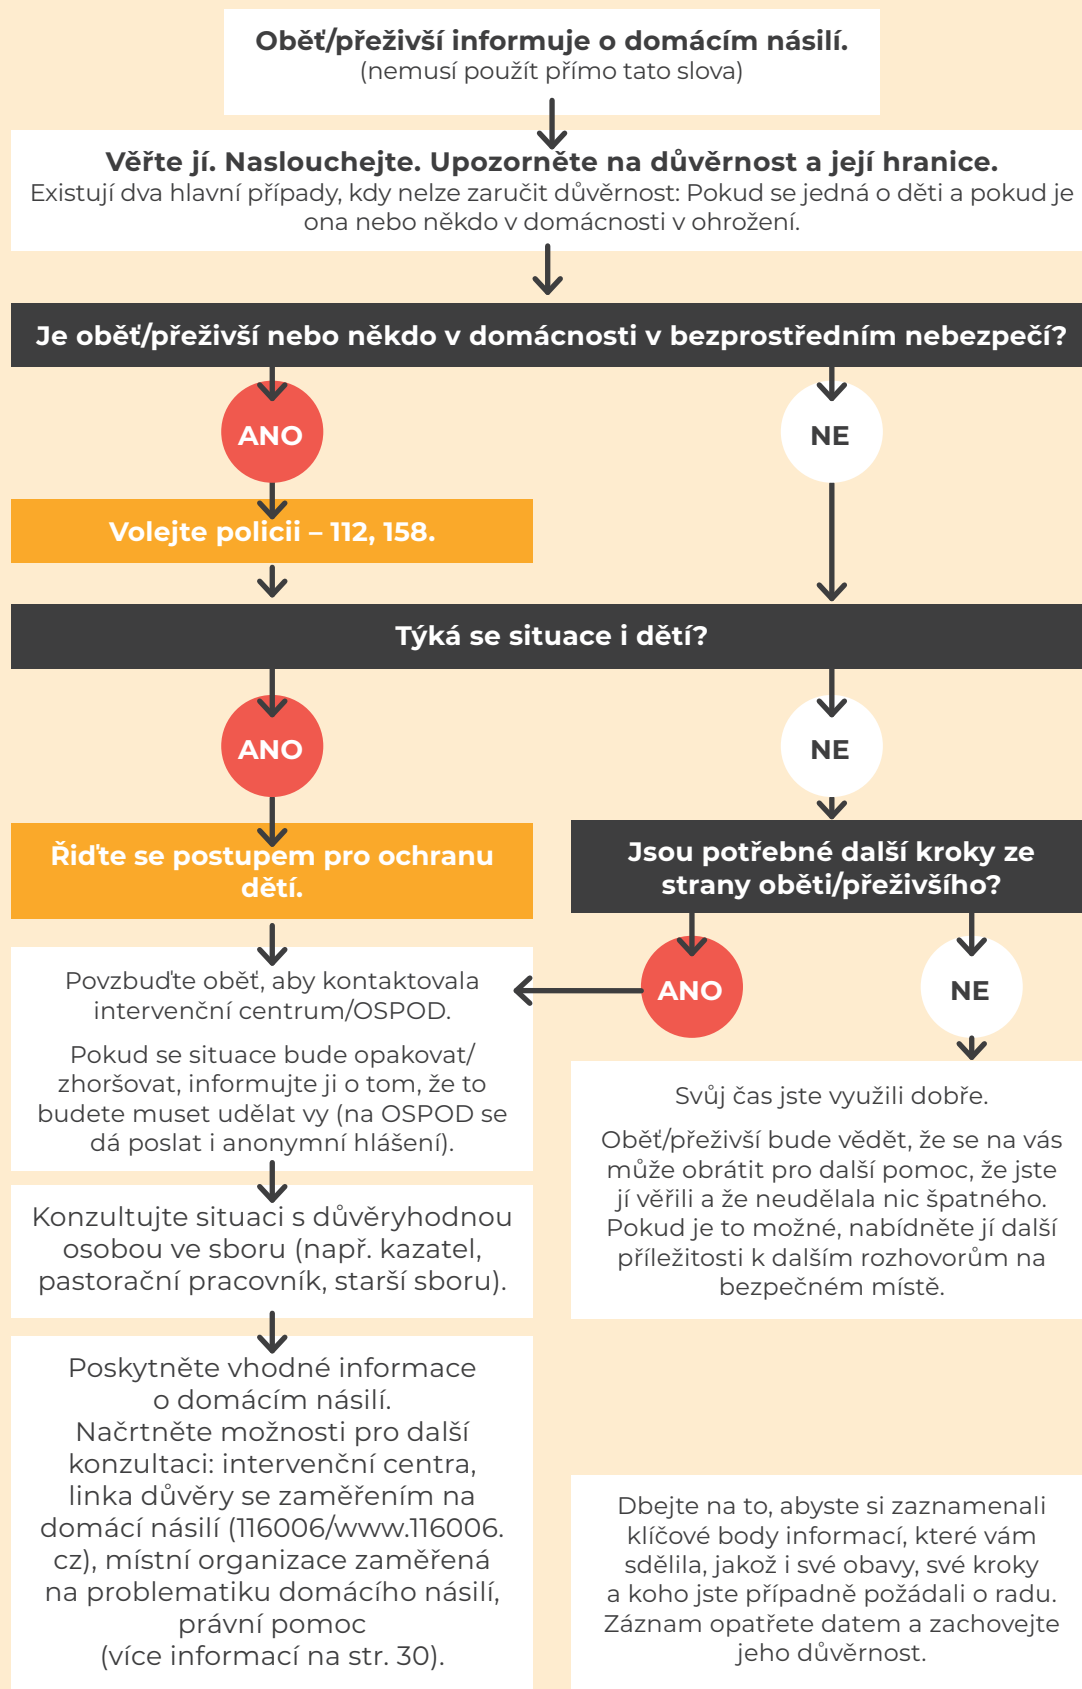 Oběť/přeživší informuje o domácím násilí.
(nemusí použít přímo tato slova)
Věřte jí. Naslouchejte. Upozorněte na důvěrnost a její hranice.
Existují dva hlavní případy, kdy nelze zaručit důvěrnost: Pokud se jedná o děti a pokud je
ona nebo někdo v domácnosti v ohrožení.
Je oběť/přeživší nebo někdo v domácnosti v bezprostředním nebezpečí?
ANO
NE
Volejte policii – 112, 158.
Týká se situace i dětí?
ANO
NE
Řiďte se postupem pro ochranu
dětí.
Jsou potřebné další kroky ze
strany oběti/přeživšího?
ANO
NE
Povzbuďte oběť, aby kontaktovala
intervenční centrum/OSPOD.
Pokud se situace bude opakovat/
zhoršovat, informujte ji o tom, že to
budete muset udělat vy (na OSPOD se
dá poslat i anonymní hlášení).
Svůj čas jste využili dobře.
Oběť/přeživší bude vědět, že se na vás
může obrátit pro další pomoc, že jste
jí věřili a že neudělala nic špatného.
Pokud je to možné, nabídněte jí další
příležitosti k dalším rozhovorům na
bezpečném místě.
Konzultujte situaci s důvěryhodnou
osobou ve sboru (např. kazatel,
pastorační pracovník, starší sboru).
Poskytněte vhodné informace
o domácím násilí.
Načrtněte možnosti pro další
konzultaci: intervenční centra,
linka důvěry se zaměřením na
domácí násilí (116006/www.116006.
cz), místní organizace zaměřená
na problematiku domácího násilí,
právní pomoc
(více informací na str. 30).
Dbejte na to, abyste si zaznamenali
klíčové body informací, které vám
sdělila, jakož i své obavy, své kroky
a koho jste případně požádali o radu.
Záznam opatřete datem a zachovejte
jeho důvěrnost.